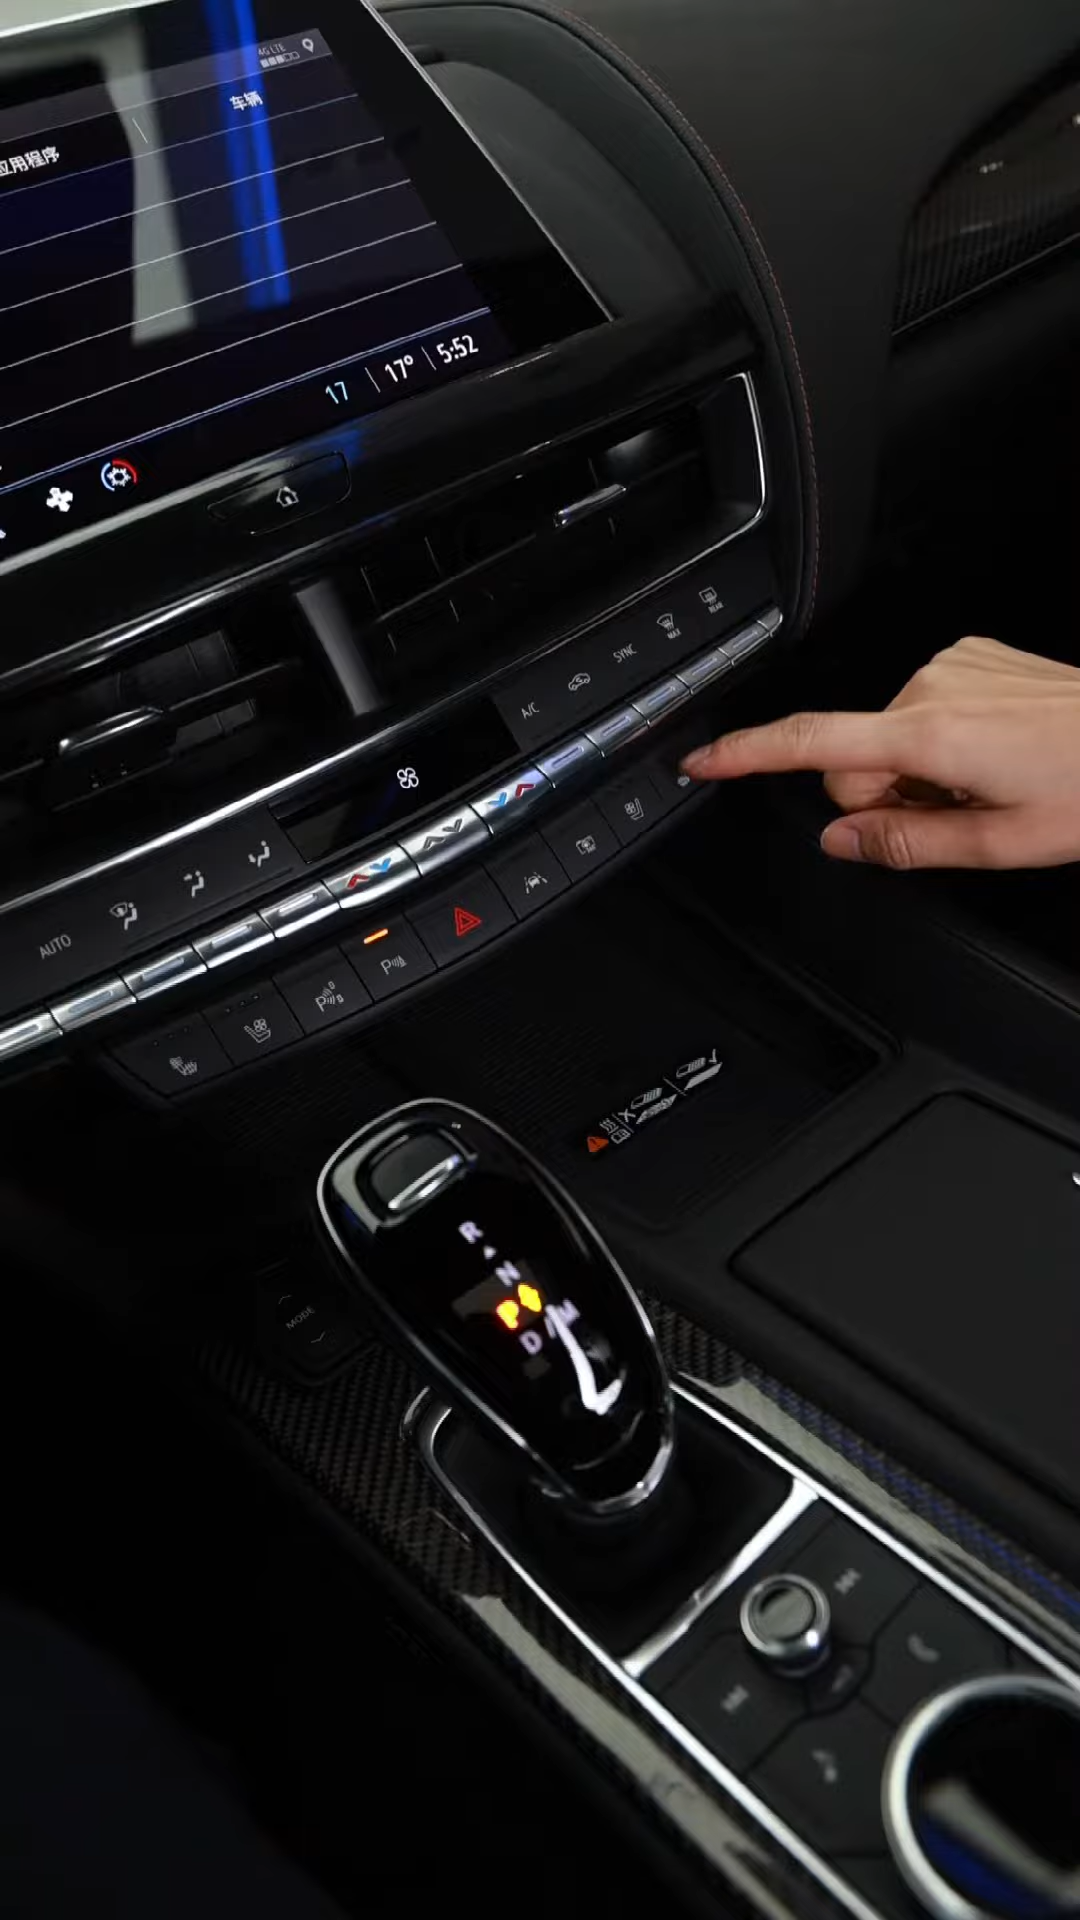 4G LTE
车辆
应用程序
17 17° 5:52
REAR
MAX
SYNC
A/C
AUTO
P
P
MODE
R
N
P
D/M